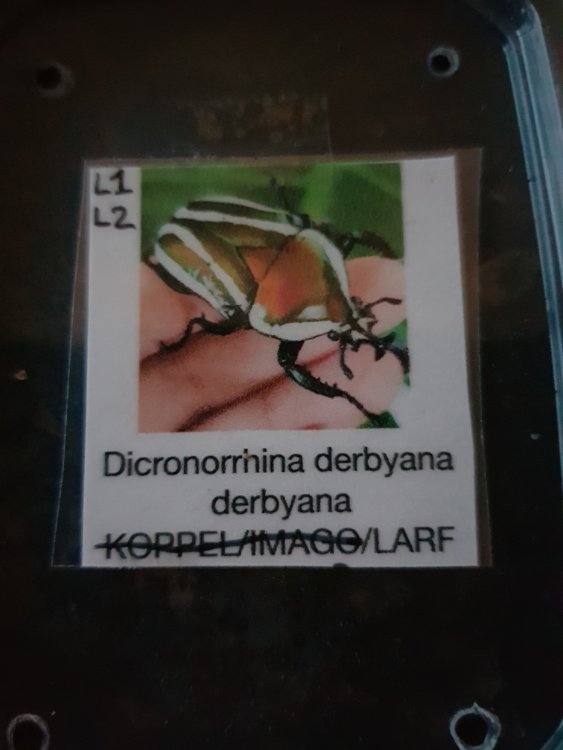 L1
L2
Dicronorrhina derbyana
derbyana
KOPPEL/IMAGO/LARF